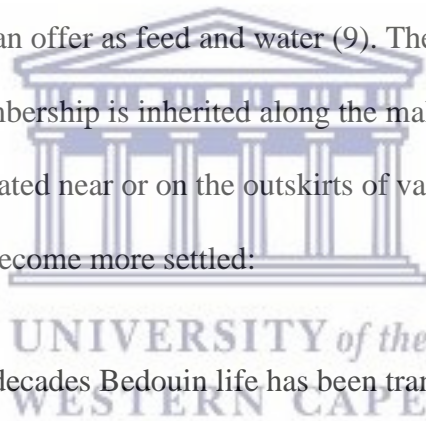 an offer as feed and water (9). The
mbership is inherited along the ma
ated near or on the outskirts of va
ecome more settled:
UNIVERSITY of the
decades Bedouin life has been tran
WESTERN CAPE